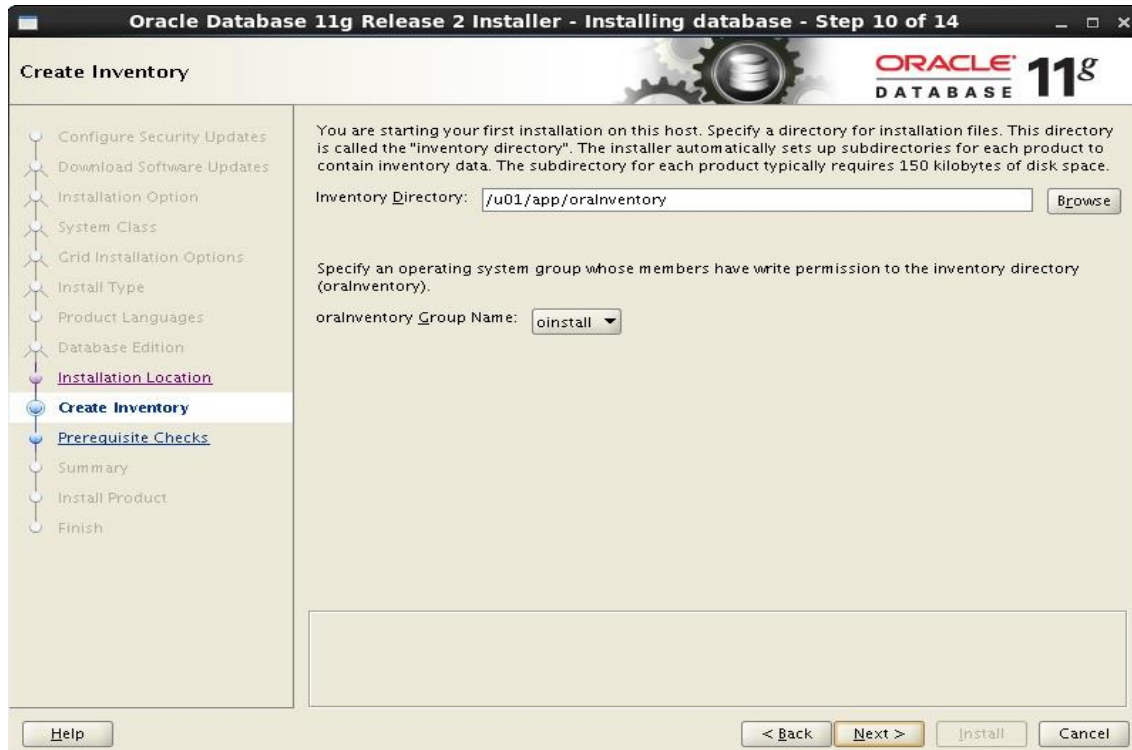 Oracle Database 11g Release 2 Installer - Installing database - Step 10 of 14
Create Inventory
ORACLE
DATABASE
11g
Configure Security Updates
Download Software Updates
Installation Option
System Class
Grid Installation Options
Install Type
Product Languages
Database Edition
Installation Location
Create Inventory
Prerequisite Checks
Summary
Install Product
Finish
You are starting your first installation on this host. Specify a directory for installation files. This directory
is called the "inventory directory". The installer automatically sets up subdirectories for each product to
contain inventory data. The subdirectory for each product typically requires 150 kilobytes of disk space.
Inventory Directory: /u01/app/oraInventory Browse
Specify an operating system group whose members have write permission to the inventory directory
(oraInventory).
oraInventory Group Name: oinstall
Help < Back Next > Install Cancel